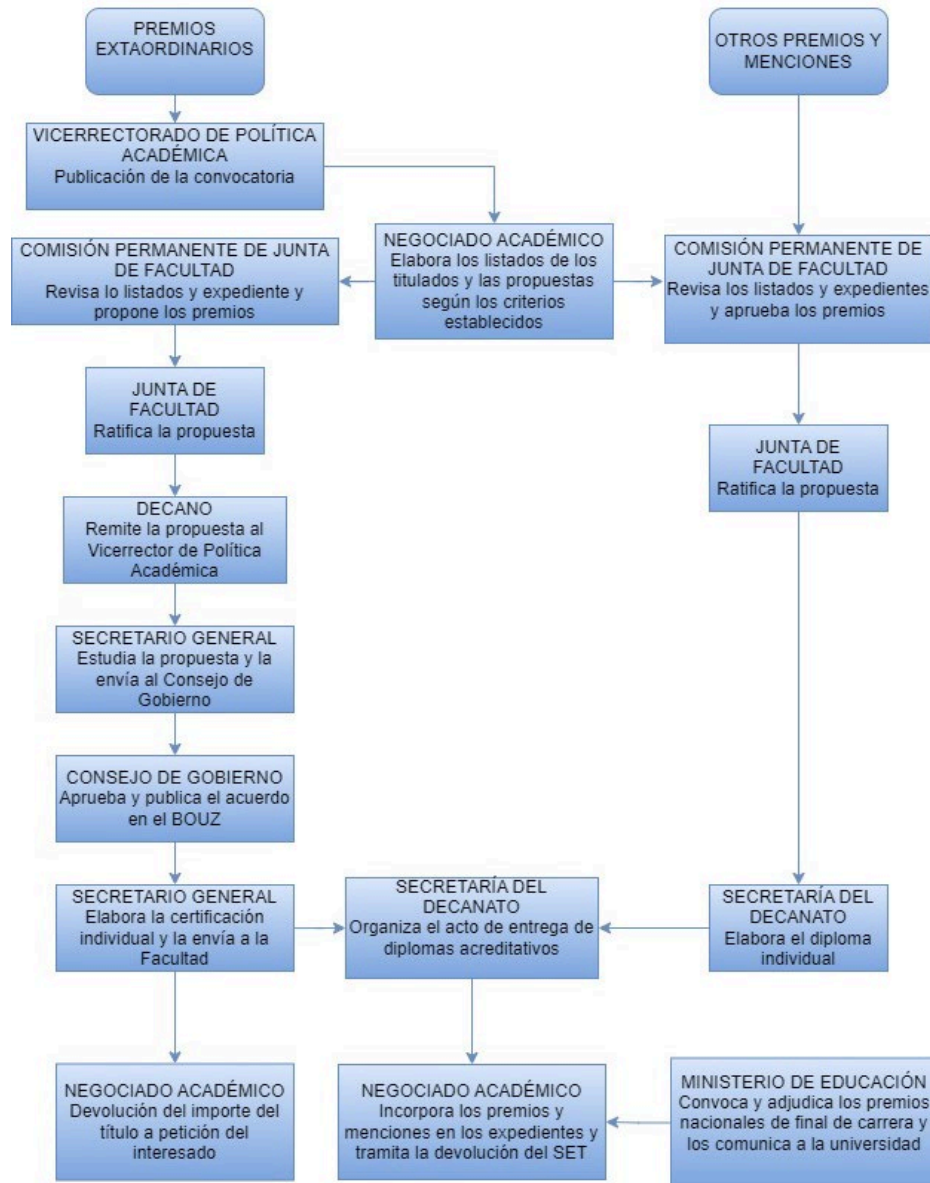 PREMIOS
EXTAORDINARIOS
OTROS PREMIOS Y
MENCIONES
VICERRECTORADO DE POLÍTICA
ACADÉMICA
Publicación de la convocatoria
COMISIÓN PERMANENTE DE JUNTA
DE FACULTAD
Revisa lo listados y expediente y
propone los premios
NEGOCIADO ACADÉMICO
Elabora los listados de los
titulados y las propuestas
según los criterios
establecidos
COMISIÓN PERMANENTE DE
JUNTA DE FACULTAD
Revisa los listados y expedientes
y aprueba los premios
JUNTA DE
FACULTAD
Ratifica la propuesta
JUNTA DE
FACULTAD
Ratifica la propuesta
DECANO
Remite la propuesta al
Vicerrector de Política
Académica
SECRETARIO GENERAL
Estudia la propuesta y la
envía al Consejo de
Gobierno
CONSEJO DE GOBIERNO
Aprueba y publica el acuerdo
en el BOUZ
SECRETARIO GENERAL
Elabora la certificación
individual y la envía a la
Facultad
SECRETARÍA DEL
DECANATO
Organiza el acto de entrega de
diplomas acreditativos
SECRETARÍA DEL
DECANATO
Elabora el diploma
individual
NEGOCIADO ACADÉMICO
Devolución del importe del
título a petición del
interesado
NEGOCIADO ACADÉMICO
Incorpora los premios y
menciones en los expedientes y
tramita la devolución del SET
MINISTERIO DE EDUCACIÓN
Convoca y adjudica los premios
nacionales de final de carrera y
los comunica a la universidad